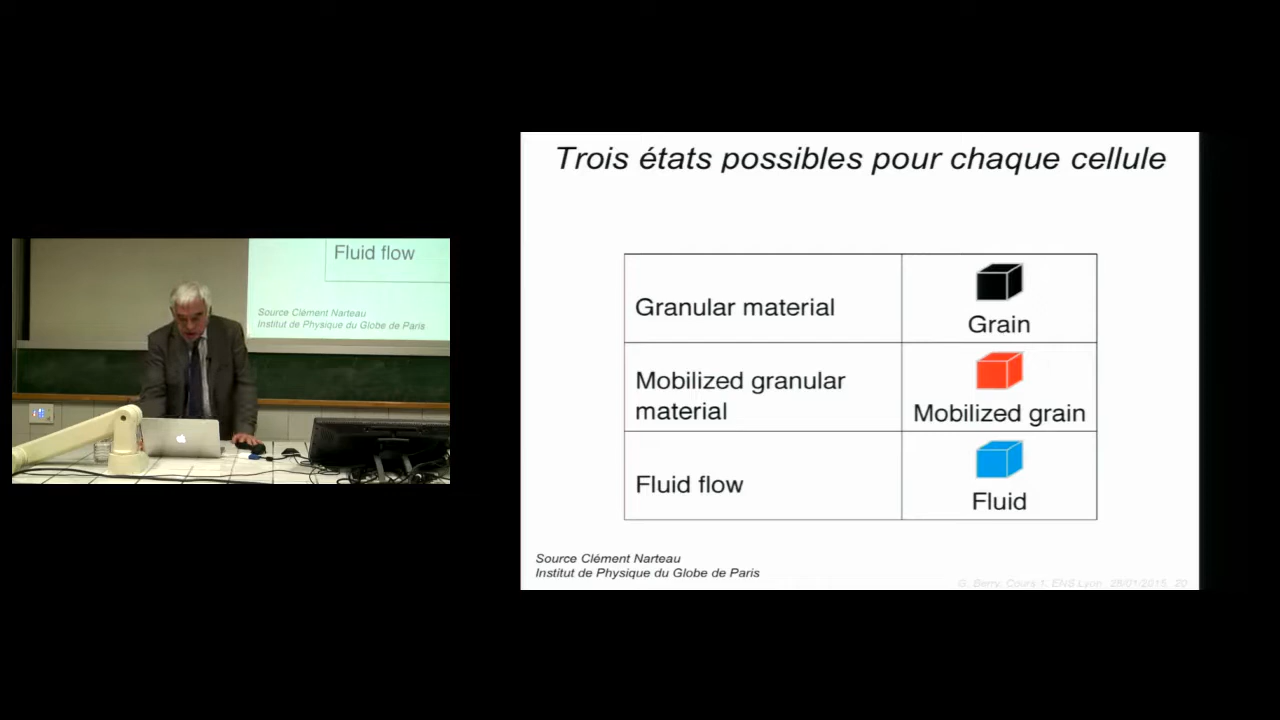 Trois états possibles pour chaque cellule
Granular material
Grain
Mobilized granular
material
Mobilized grain
Fluid flow
Fluid
Source Clément Narteau
Institut de Physique du Globe de Paris
G. Berry, Cours 1, ENS Lyon 28/01/2015, 20
Fluid flow
Source Clément Narteau
Institut de Physique du Globe de Paris